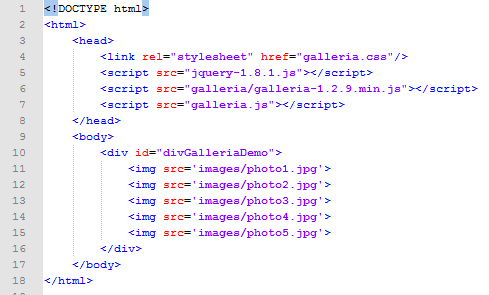 1 <!DOCTYPE html>
2 <html>
3 <head>
4 <link rel="stylesheet" href="galleria.css"/>
5 <script src="jquery-1.8.1.js"></script>
6 <script src="galleria/galleria-1.2.9.min.js"></script>
7 <script src="galleria.js"></script>
8 </head>
9 <body>
10 <div id="divGalleriaDemo">
11 <img src='images/photo1.jpg'>
12 <img src='images/photo2.jpg'>
13 <img src='images/photo3.jpg'>
14 <img src='images/photo4.jpg'>
15 <img src='images/photo5.jpg'>
16 </div>
17 </body>
18 </html>